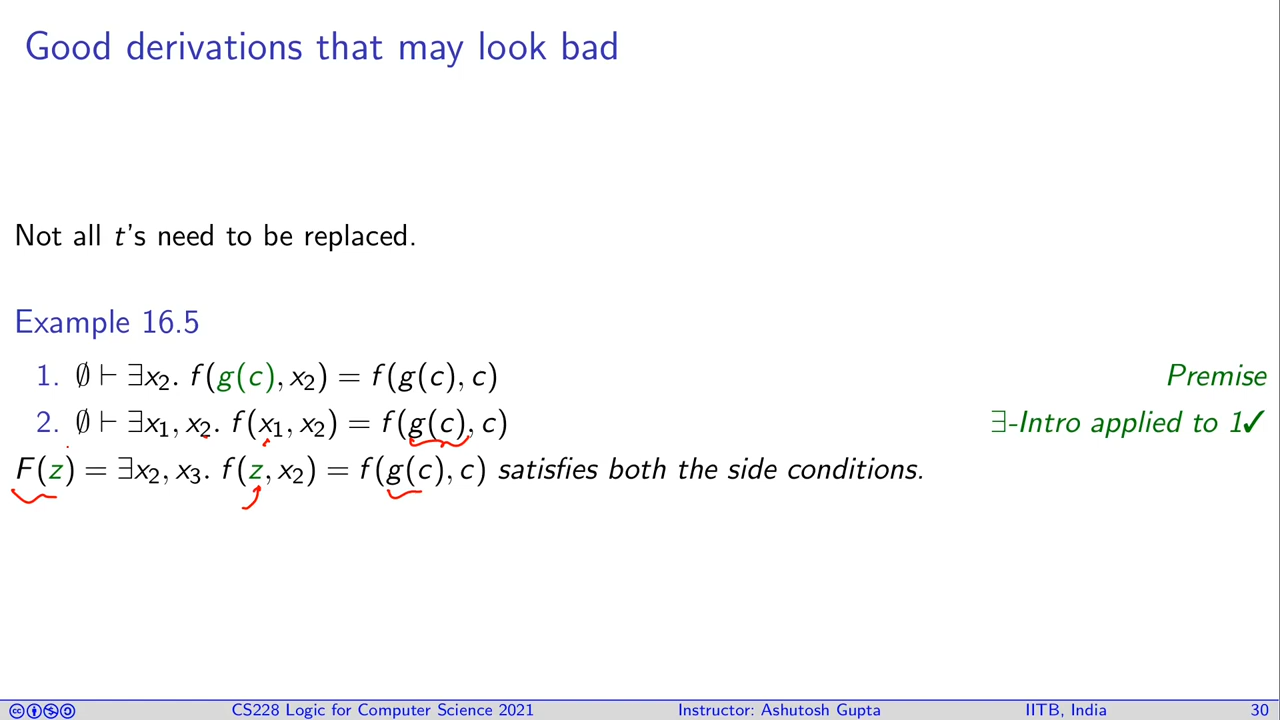 Good derivations that may look bad
Not all t's need to be replaced.
Example 16.5
1. ∅ ⊢ ∃x₂. f(g(c), x₂) = f(g(c), c) Premise
2. ∅ ⊢ ∃x₁, x₂. f(x₁, x₂) = f(g(c), c) ∃-Intro applied to 1✓
F(z) = ∃x₂, x₃. f(z, x₂) = f(g(c), c) satisfies both the side conditions.
CS228 Logic for Computer Science 2021 Instructor: Ashutosh Gupta IITB, India 30